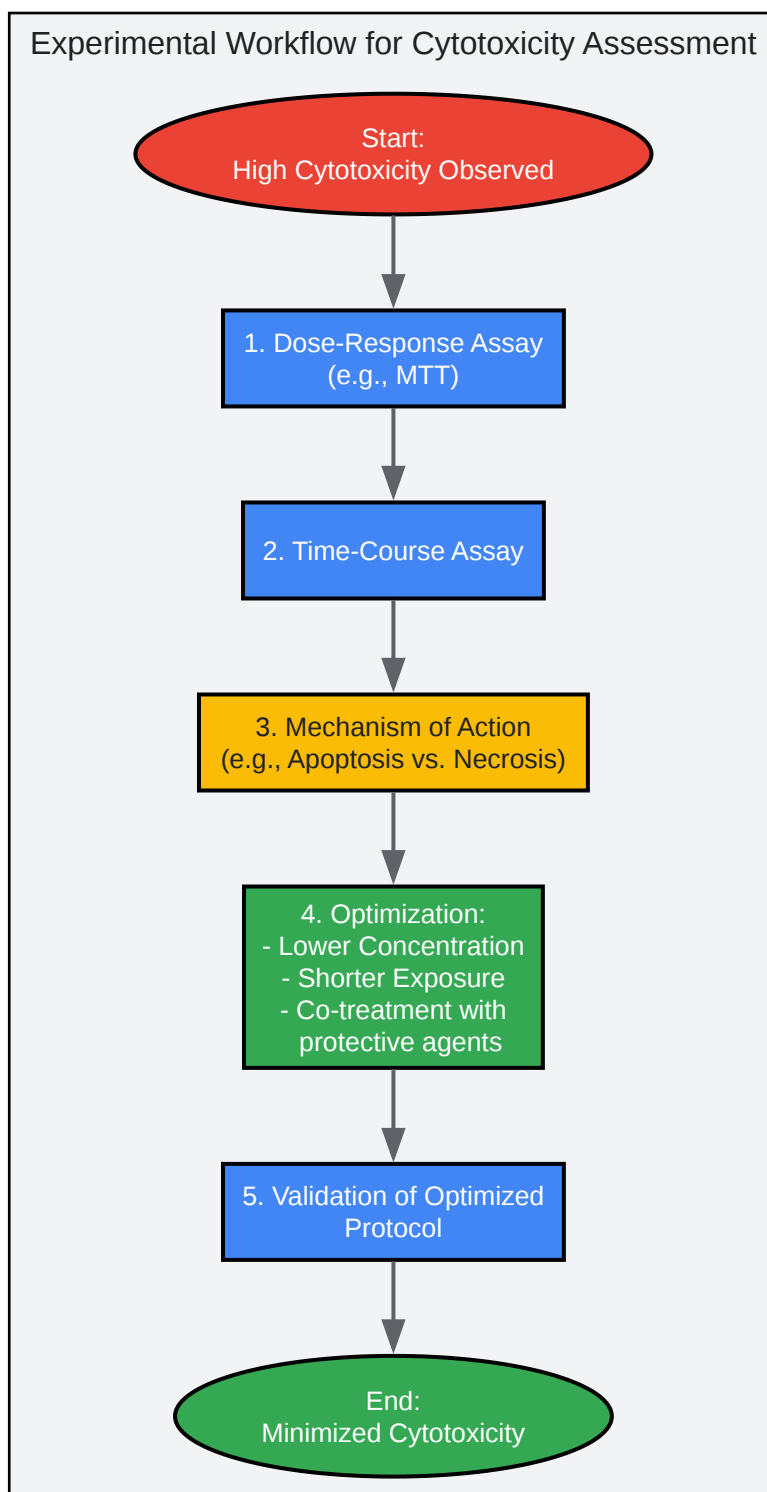 Experimental Workflow for Cytotoxicity Assessment
Start:
High Cytotoxicity Observed
1. Dose-Response Assay
(e.g., MTT)
2. Time-Course Assay
3. Mechanism of Action
(e.g., Apoptosis vs. Necrosis)
4. Optimization:
- Lower Concentration
- Shorter Exposure
- Co-treatment with
protective agents
5. Validation of Optimized
Protocol
End:
Minimized Cytotoxicity